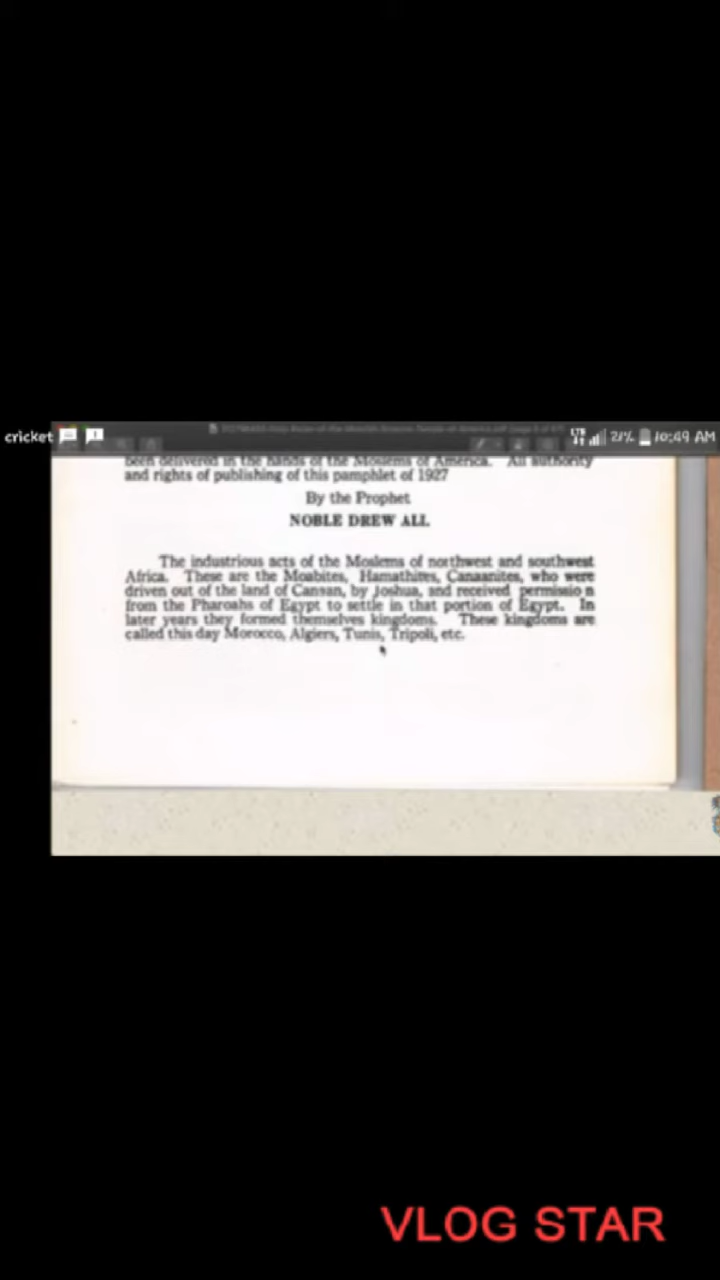 cricket 21% 10:49 AM
been delivered in the hands of the Moslems of America. All authority
and rights of publishing of this pamphlet of 1927
By the Prophet
NOBLE DREW ALI.
The industrious acts of the Moslems of northwest and southwest
Africa. These are the Moabites, Hamathites, Canaanites, who were
driven out of the land of Canaan, by Joshua, and received permissio n
from the Pharoahs of Egypt to settle in that portion of Egypt. In
later years they formed themselves kingdoms. These kingdoms are
called this day Morocco, Algiers, Tunis, Tripoli, etc.
VLOG STAR